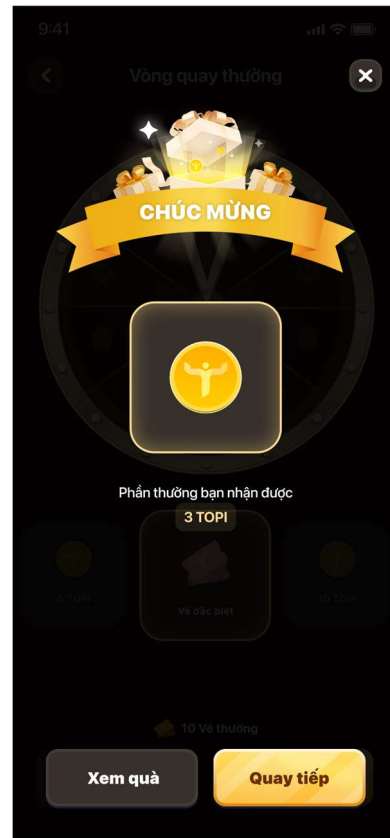 9:41
Vòng quay thưởng
CHÚC MỪNG
Phần thưởng bạn nhận được
3 TOPI
5 TOPI
Vé đặc biệt
10 TOPI
10 Vé thường
Xem quà
Quay tiếp